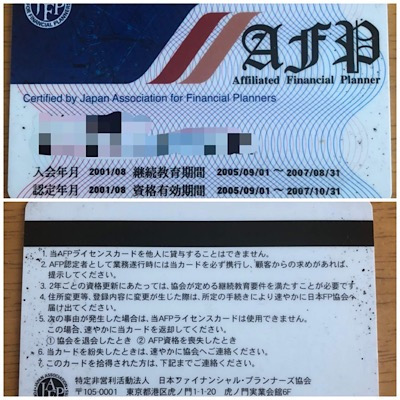 AFP
Affiliated Financial Planner
Certified by Japan Association for Financial Planners
入会年月 2001/08 継続教育期間 2005/09/01 ～ 2007/08/31
認定年月 2001/08 資格有効期間 2005/09/01 ～ 2007/10/31
1. 当AFPライセンスカードを他人に貸与することはできません。
2. AFP認定者として業務遂行時には当カードを必ず携行し、顧客からの求めがあれば、
提示してください。
3. 2年ごとの資格更新にあたっては、協会が定める継続教育要件を満たすことが必要です。
4. 住所変更等、登録内容に変更が生じた際は、所定の手続きにより速やかに日本FP協会へ
届け出てください。
5. 次の事由が発生した場合は、当AFPライセンスカードは使用できません。
この場合、速やかに当カードを返却してください。
① 協会を退会したとき ② AFP資格を喪失したとき
6. 当カードを紛失したときは、速やかに協会へご連絡ください。
7. このカードを拾得された方は、下記までご連絡ください。
特定非営利活動法人 日本ファイナンシャル・プランナーズ協会
〒105-0001 東京都港区虎ノ門1-1-20 虎ノ門実業会館6F